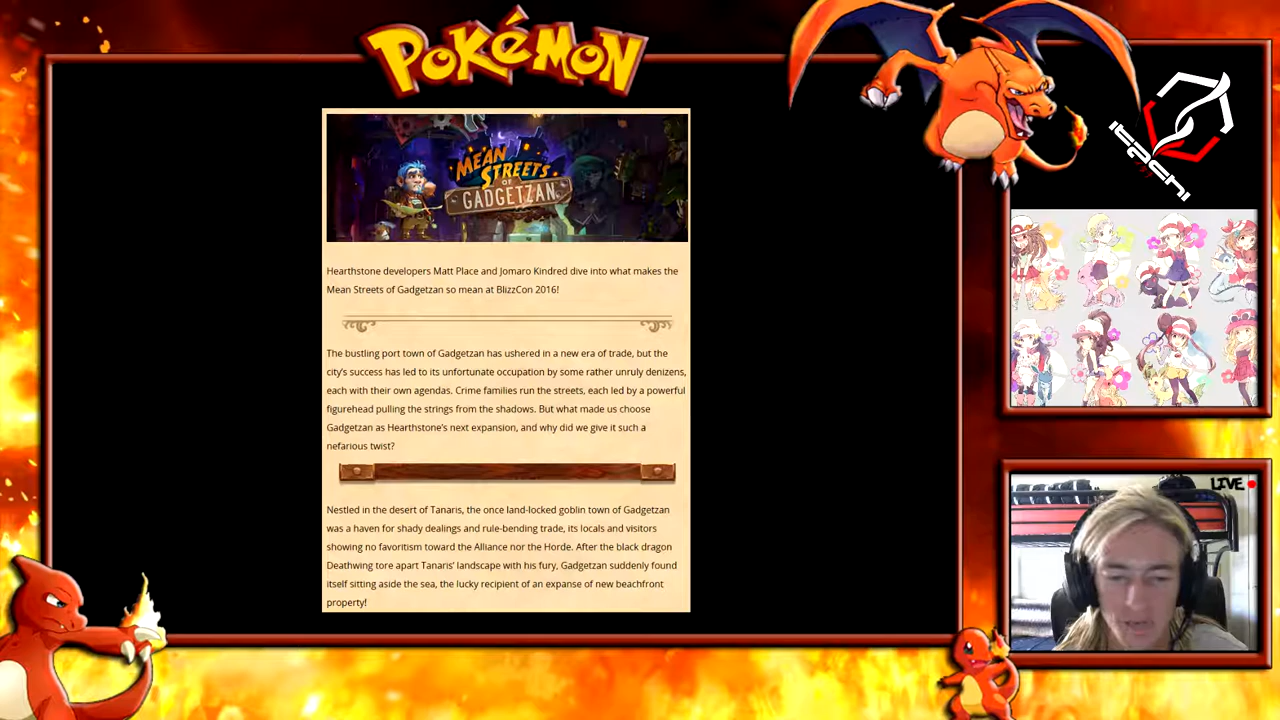 POKéMON
ITACHI
MEAN
STREETS
OF
GADGETZAN
Hearthstone developers Matt Place and Jomaro Kindred dive into what makes the
Mean Streets of Gadgetzan so mean at BlizzCon 2016!
The bustling port town of Gadgetzan has ushered in a new era of trade, but the
city's success has led to its unfortunate occupation by some rather unruly denizens,
each with their own agendas. Crime families run the streets, each led by a powerful
figurehead pulling the strings from the shadows. But what made us choose
Gadgetzan as Hearthstone's next expansion, and why did we give it such a
nefarious twist?
Nestled in the desert of Tanaris, the once land-locked goblin town of Gadgetzan
was a haven for shady dealings and rule-bending trade, its locals and visitors
showing no favoritism toward the Alliance nor the Horde. After the black dragon
Deathwing tore apart Tanaris' landscape with his fury, Gadgetzan suddenly found
itself sitting aside the sea, the lucky recipient of an expanse of new beachfront
property!
LIVE